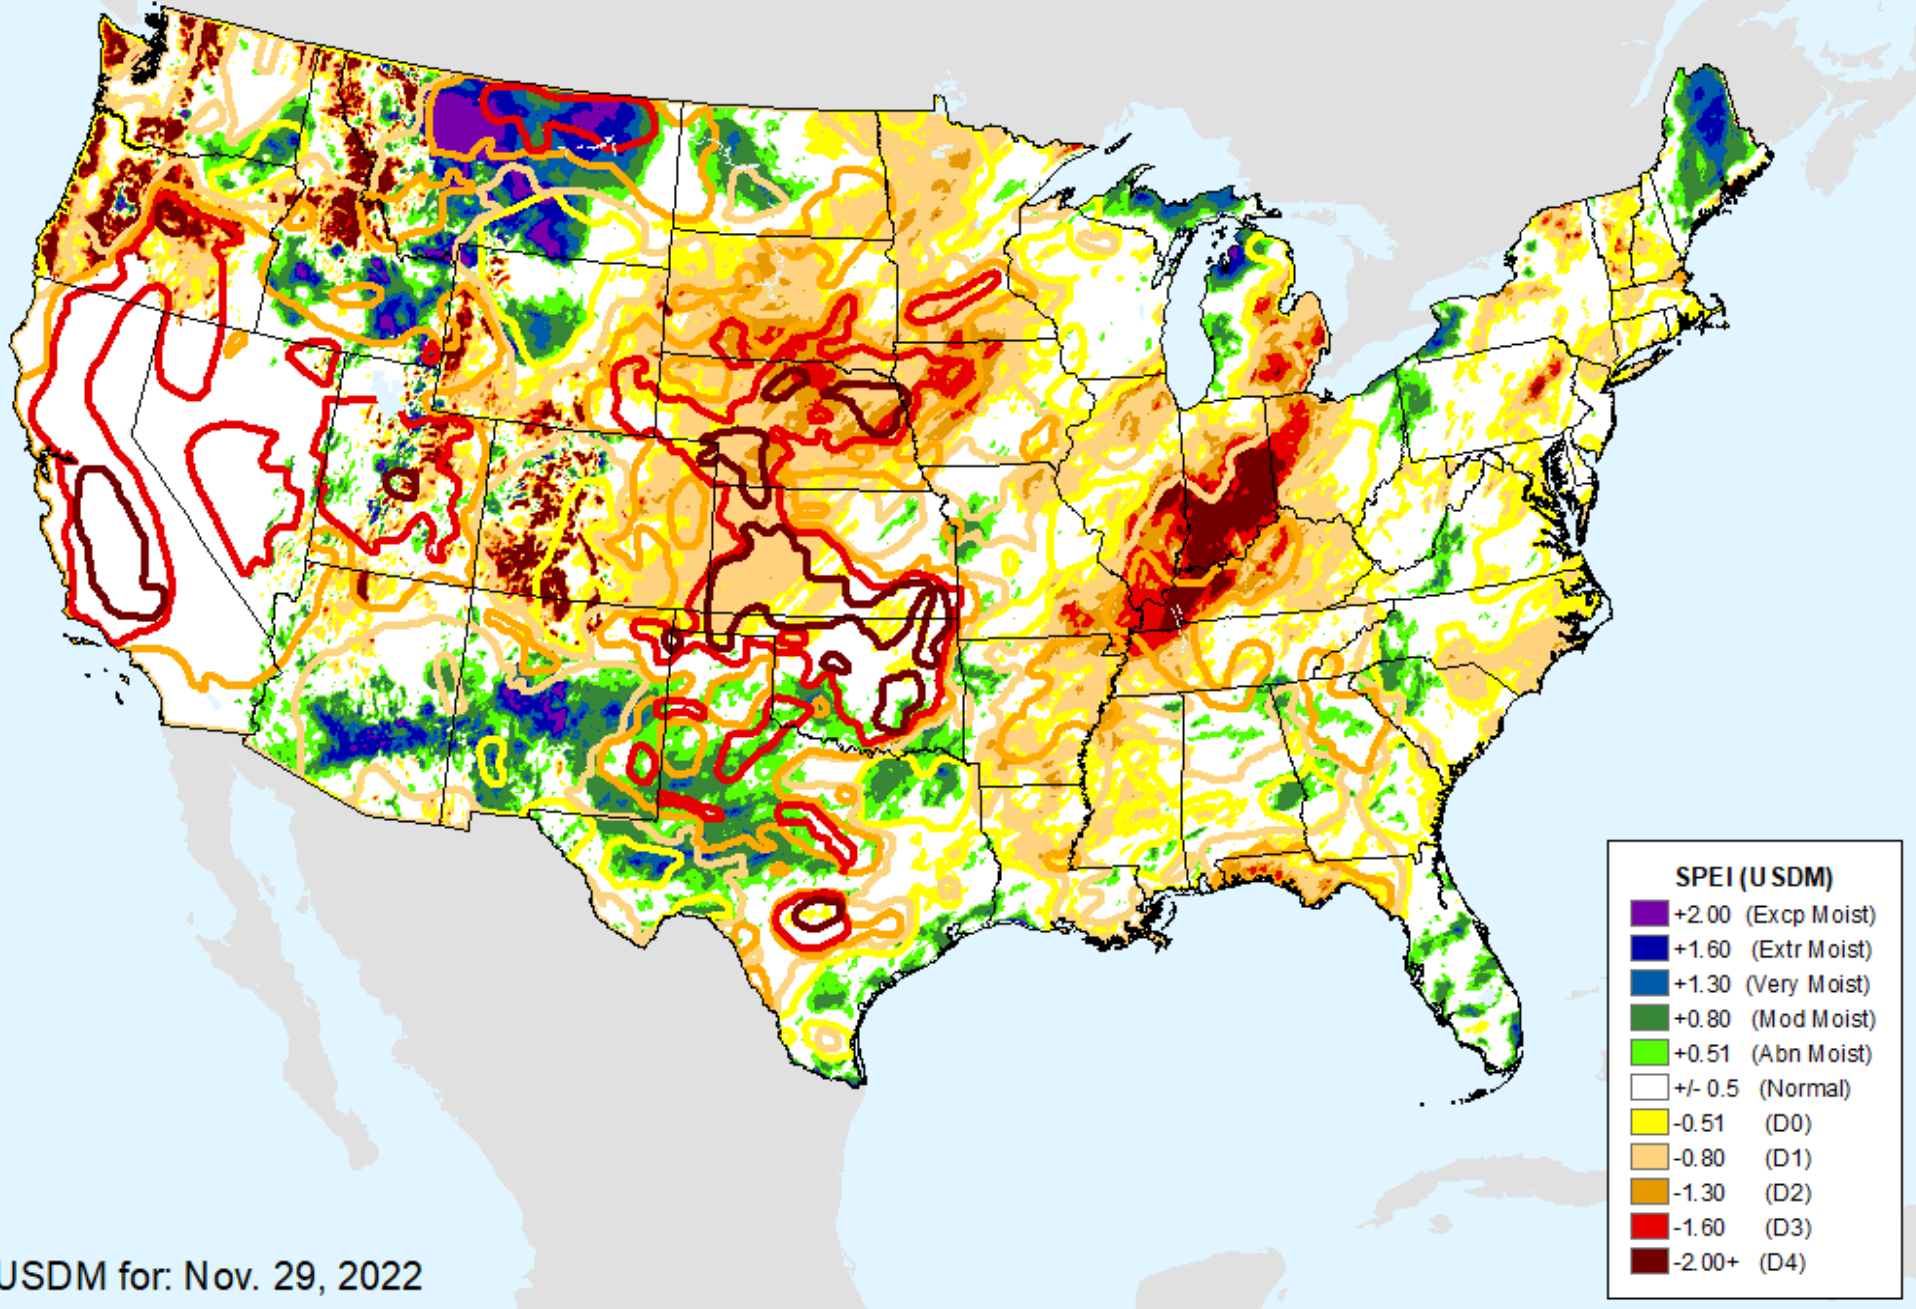 SPEI (USDM)
+2.00 (Excp Moist)
+1.60 (Extr Moist)
+1.30 (Very Moist)
+0.80 (Mod Moist)
+0.51 (Abn Moist)
+/- 0.5 (Normal)
-0.51 (D0)
-0.80 (D1)
-1.30 (D2)
-1.60 (D3)
-2.00+ (D4)
USDM for: Nov. 29, 2022